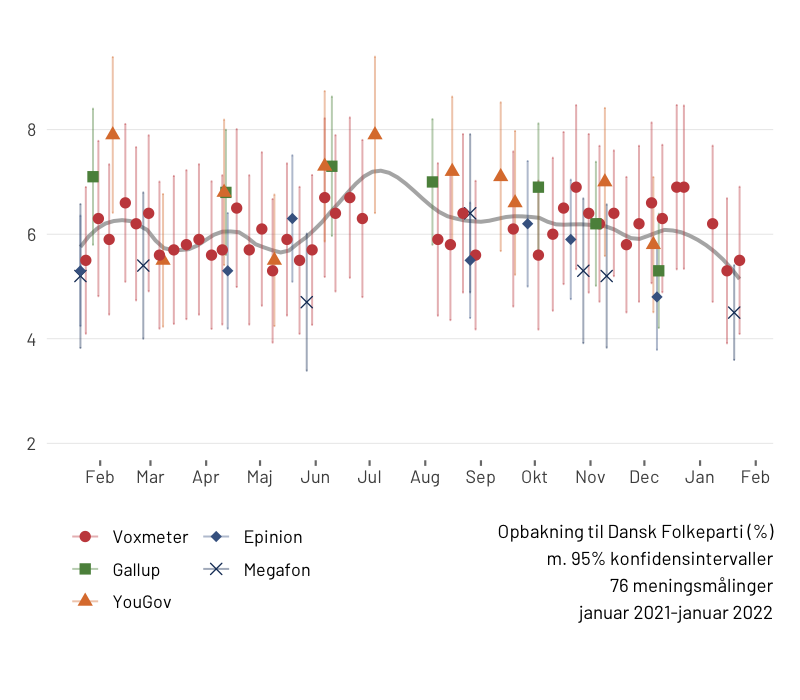 8
6
4
2
Feb Mar Apr Maj Jun Jul Aug Sep Okt Nov Dec Jan Feb
Voxmeter Epinion
Gallup Megafon
YouGov
Opbakning til Dansk Folkeparti (%)
m. 95% konfidensintervaller
76 meningsmålinger
januar 2021-januar 2022